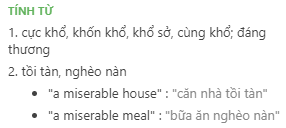 TÍNH TỪ
1. cực khổ, khốn khổ, khổ sở, cùng khổ; đáng
thương
2. tồi tàn, nghèo nàn
• "a miserable house" : "căn nhà tồi tàn"
• "a miserable meal" : "bữa ăn nghèo nàn"